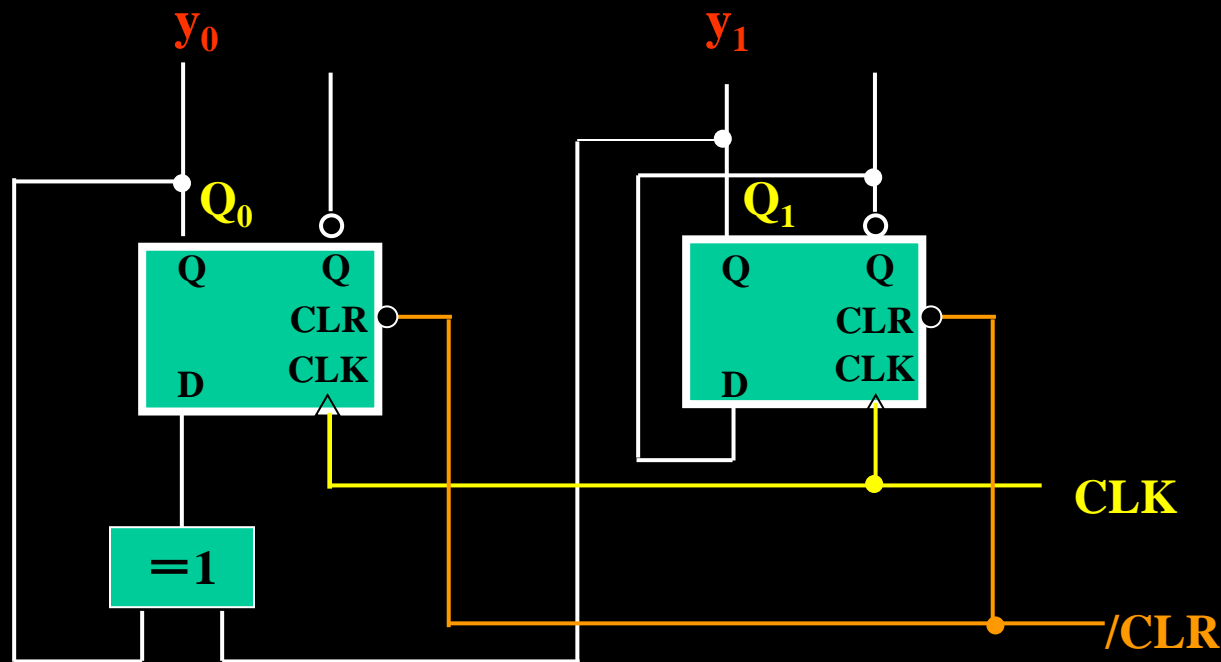 y₀ y₁
Q₀ Q₁
Q Q Q Q
CLR CLR
CLK CLK
D D
CLK
=1
/CLR